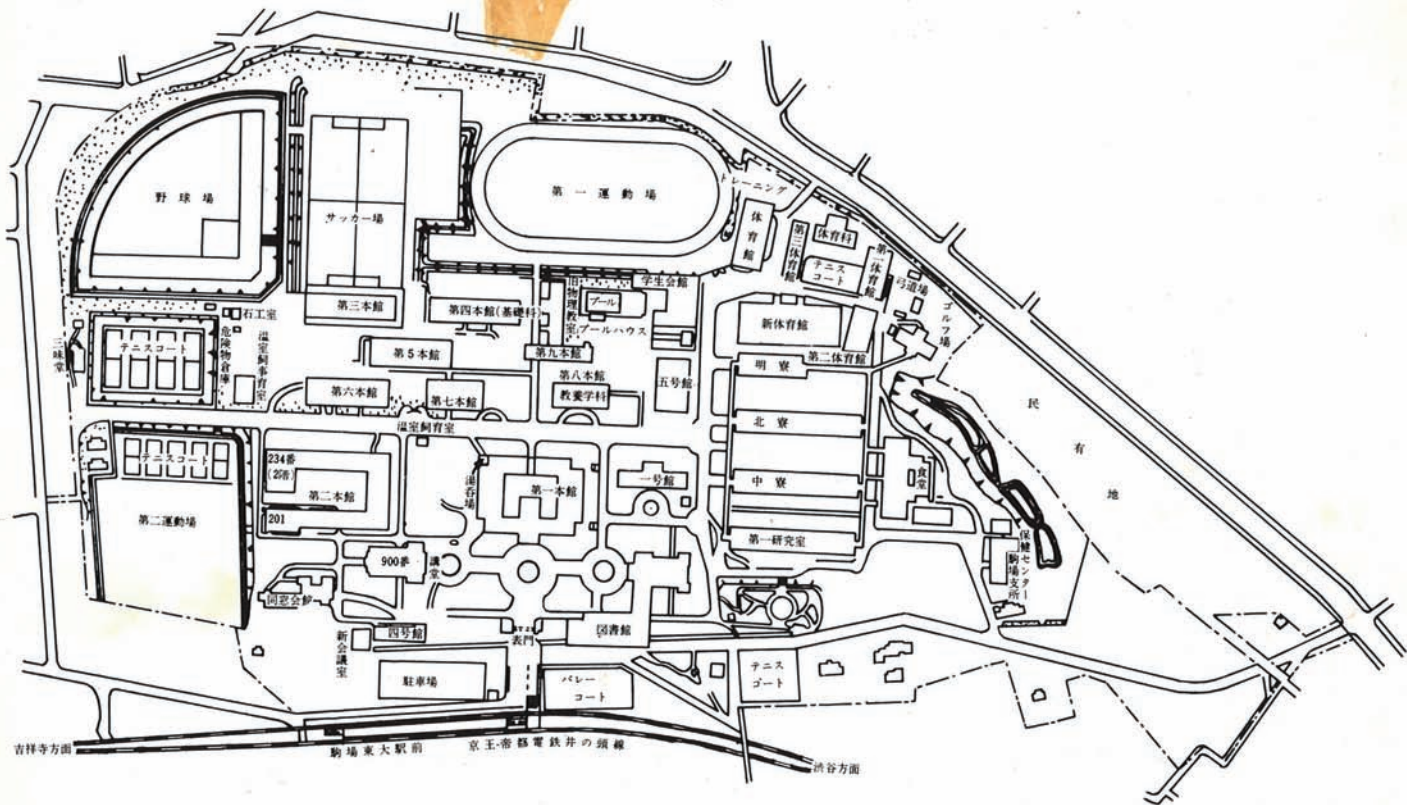 野球場
サッカー場
第一運動場
トレーニング
体育館
第三体育館
体育科
テニス
コート
第一体育館
弓道場
ゴルフ場
学生会館
旧物理教室
プール
プールハウス
第三本館
第四本館(基礎科)
石工室
三昧堂
テニスコート
危険物倉庫
温室飼育室
第5本館
第九本館
新体育館
第二体育館
明寮
第六本館
第七本館
第八本館
教養学科
五号館
温室飼育室
北寮
民有地
テニスコート
第二運動場
234番
(2階)
第二本館
201
湯呑場
第一本館
一号館
中寮
食堂
第一研究室
保健センター
駒場支所
900番
講堂
同窓会館
新会議室
四号館
表門
図書館
駐車場
バレー
コート
テニス
コート
吉祥寺方面
駒場東大駅前
京王帝都電鉄井の頭線
渋谷方面